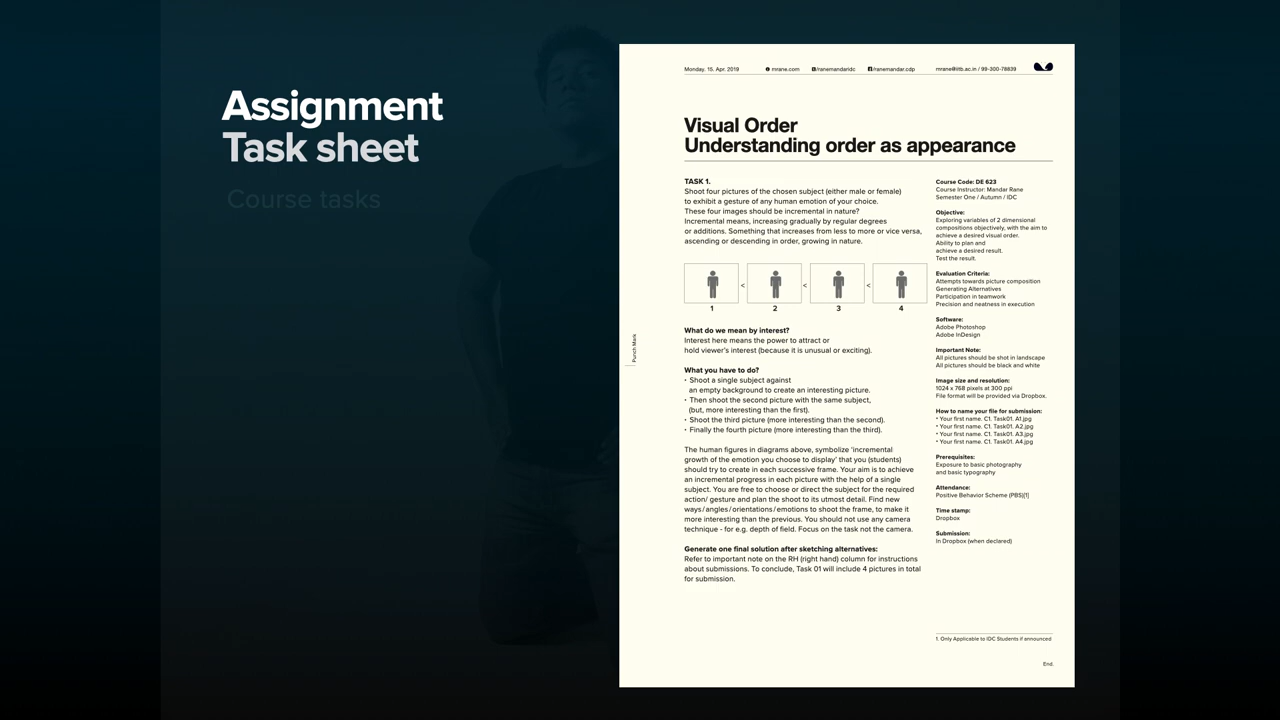 Assignment
Task sheet
Course tasks
Monday, 15. Apr. 2019
mrane.com
/ranemandaridc
/ranemandar.cdp
mrane@iitb.ac.in / 99-300-78839
Visual Order
Understanding order as appearance
TASK 1.
Shoot four pictures of the chosen subject (either male or female)
to exhibit a gesture of any human emotion of your choice.
These four images should be incremental in nature?
Incremental means, increasing gradually by regular degrees
or additions. Something that increases from less to more or vice versa,
ascending or descending in order, growing in nature.
< < <
1 2 3 4
What do we mean by interest?
Interest here means the power to attract or
hold viewer's interest (because it is unusual or exciting).
What you have to do?
• Shoot a single subject against
an empty background to create an interesting picture.
• Then shoot the second picture with the same subject,
(but, more interesting than the first).
• Shoot the third picture (more interesting than the second).
• Finally the fourth picture (more interesting than the third).
The human figures in diagrams above, symbolize 'incremental
growth of the emotion you choose to display' that you (students)
should try to create in each successive frame. Your aim is to achieve
an incremental progress in each picture with the help of a single
subject. You are free to choose or direct the subject for the required
action/ gesture and plan the shoot to its utmost detail. Find new
ways/angles/orientations/emotions to shoot the frame, to make it
more interesting than the previous. You should not use any camera
technique - for e.g. depth of field. Focus on the task not the camera.
Generate one final solution after sketching alternatives:
Refer to important note on the RH (right hand) column for instructions
about submissions. To conclude, Task 01 will include 4 pictures in total
for submission.
Punch Mark
Course Code: DE 623
Course Instructor: Mandar Rane
Semester One / Autumn / IDC
Objective:
Exploring variables of 2 dimensional
compositions objectively, with the aim to
achieve a desired visual order.
Ability to plan and
achieve a desired result.
Test the result.
Evaluation Criteria:
Attempts towards picture composition
Generating Alternatives
Participation in teamwork
Precision and neatness in execution
Software:
Adobe Photoshop
Adobe InDesign
Important Note:
All pictures should be shot in landscape
All pictures should be black and white
Image size and resolution:
1024 x 768 pixels at 300 ppi
File format will be provided via Dropbox.
How to name your file for submission:
* Your first name. C1. Task01. A1.jpg
* Your first name. C1. Task01. A2.jpg
* Your first name. C1. Task01. A3.jpg
* Your first name. C1. Task01. A4.jpg
Prerequisites:
Exposure to basic photography
and basic typography
Attendance:
Positive Behavior Scheme (PBS)[1]
Time stamp:
Dropbox
Submission:
In Dropbox (when declared)
1. Only Applicable to IDC Students if announced
End.